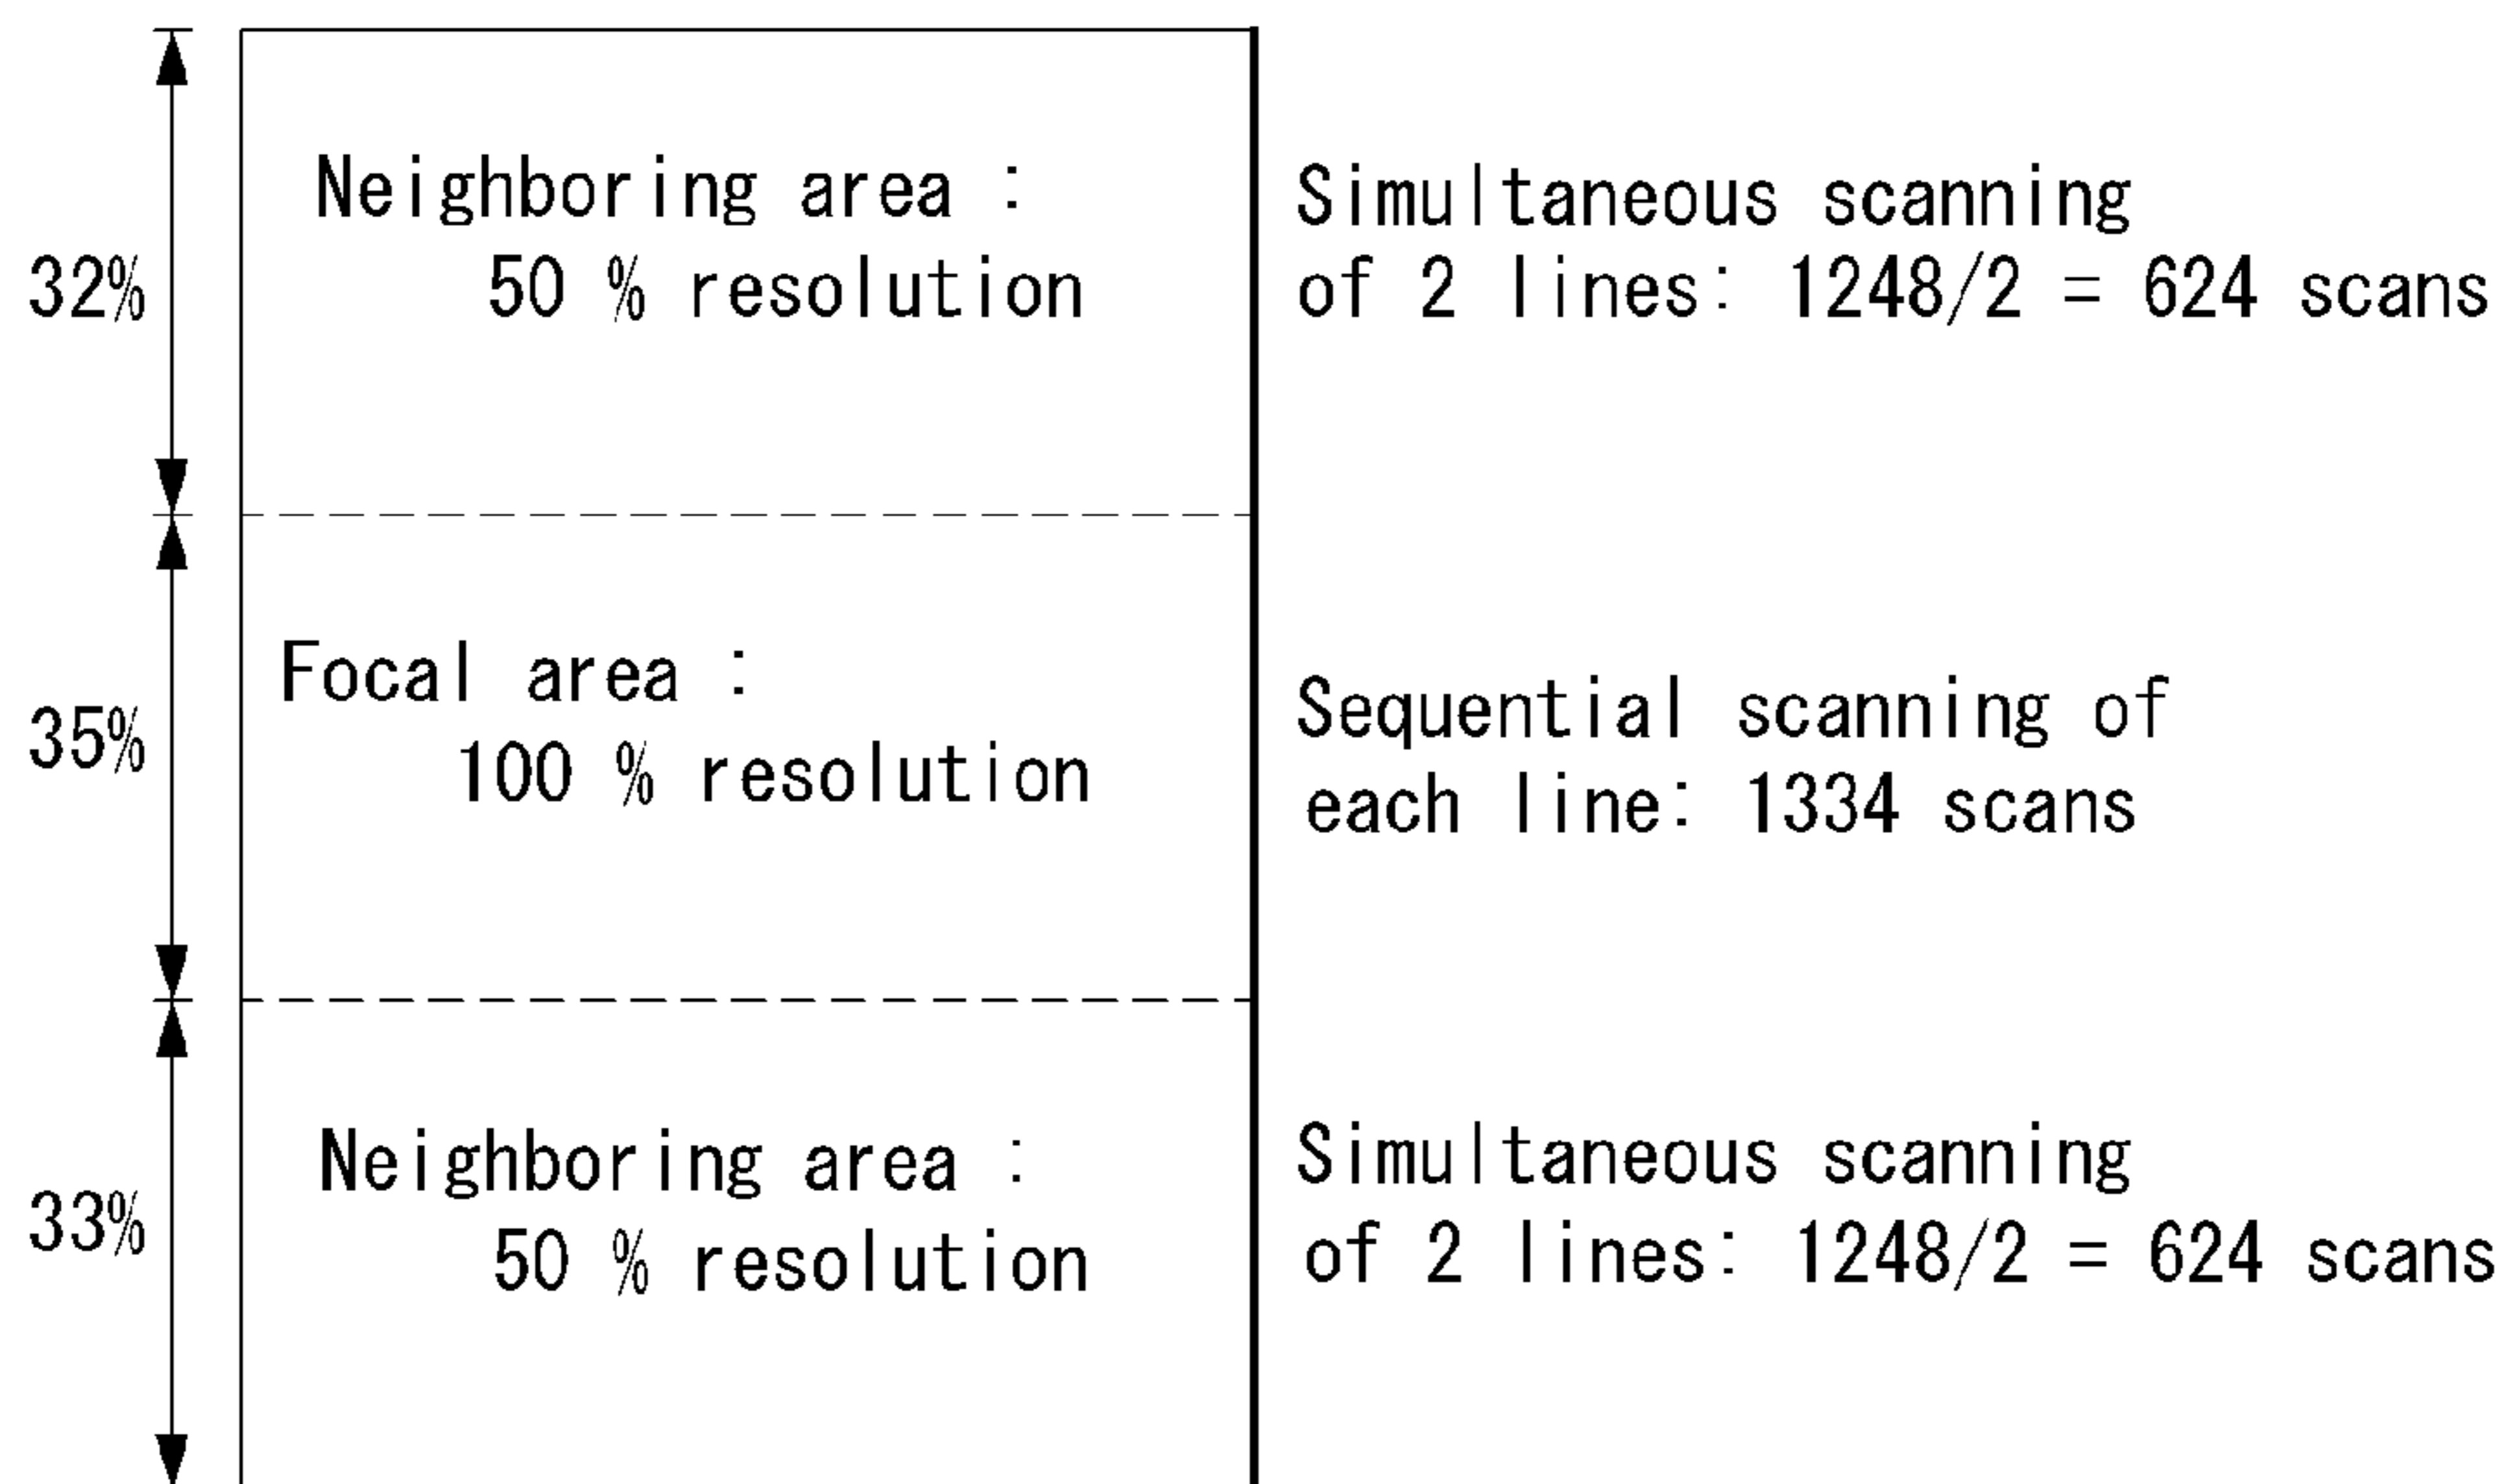 32%
Neighboring area :
50 % resolution
Simultaneous scanning
of 2 lines: 1248/2 = 624 scans
35%
Focal area :
100 % resolution
Sequential scanning of
each line: 1334 scans
33%
Neighboring area :
50 % resolution
Simultaneous scanning
of 2 lines: 1248/2 = 624 scans